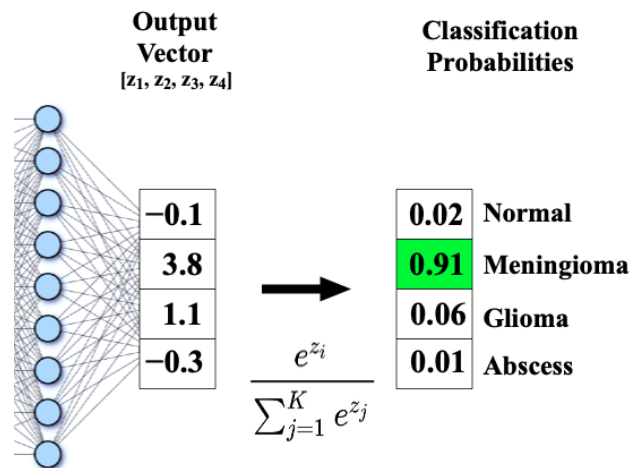 Output
Vector
[z₁, z₂, z₃, z₄]
Classification
Probabilities
−0.1
3.8
1.1
−0.3
e^{z_i}
∑_{j=1}^{K} e^{z_j}
0.02 Normal
0.91 Meningioma
0.06 Glioma
0.01 Abscess